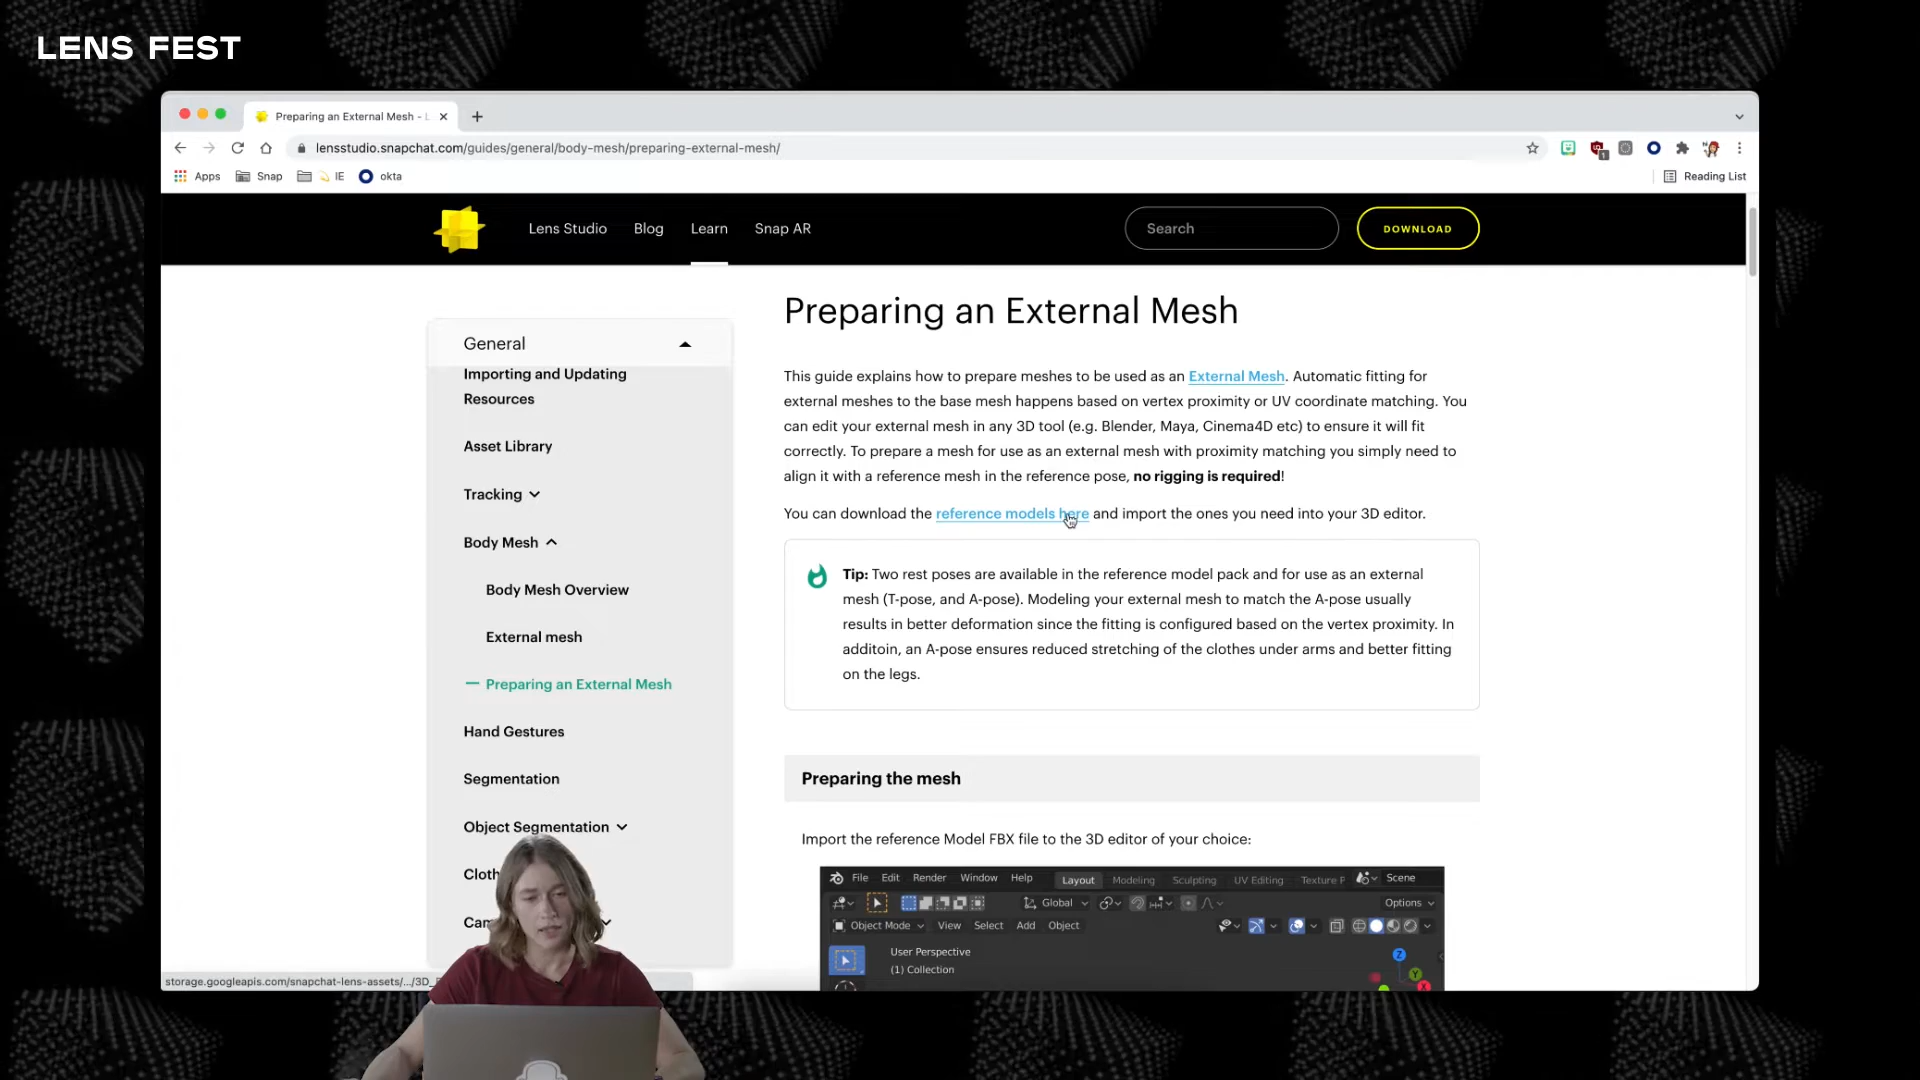 LENS FEST
Preparing an External Mesh - L
lensstudio.snapchat.com/guides/general/body-mesh/preparing-external-mesh/
1
Apps Snap IE okta Reading List
Lens Studio Blog Learn Snap AR Search DOWNLOAD
General
Importing and Updating
Resources
Asset Library
Tracking
Body Mesh
Body Mesh Overview
External mesh
Preparing an External Mesh
Hand Gestures
Segmentation
Object Segmentation
Cloth
Cam
Preparing an External Mesh
This guide explains how to prepare meshes to be used as an External Mesh. Automatic fitting for
external meshes to the base mesh happens based on vertex proximity or UV coordinate matching. You
can edit your external mesh in any 3D tool (e.g. Blender, Maya, Cinema4D etc) to ensure it will fit
correctly. To prepare a mesh for use as an external mesh with proximity matching you simply need to
align it with a reference mesh in the reference pose, no rigging is required!
You can download the reference models here and import the ones you need into your 3D editor.
Tip: Two rest poses are available in the reference model pack and for use as an external
mesh (T-pose, and A-pose). Modeling your external mesh to match the A-pose usually
results in better deformation since the fitting is configured based on the vertex proximity. In
additoin, an A-pose ensures reduced stretching of the clothes under arms and better fitting
on the legs.
Preparing the mesh
Import the reference Model FBX file to the 3D editor of your choice:
File Edit Render Window Help Layout Modeling Sculpting UV Editing Texture P Scene
Global Options
Object Mode View Select Add Object
User Perspective
(1) Collection
Z
Y
X
storage.googleapis.com/snapchat-lens-assets/.../3D_